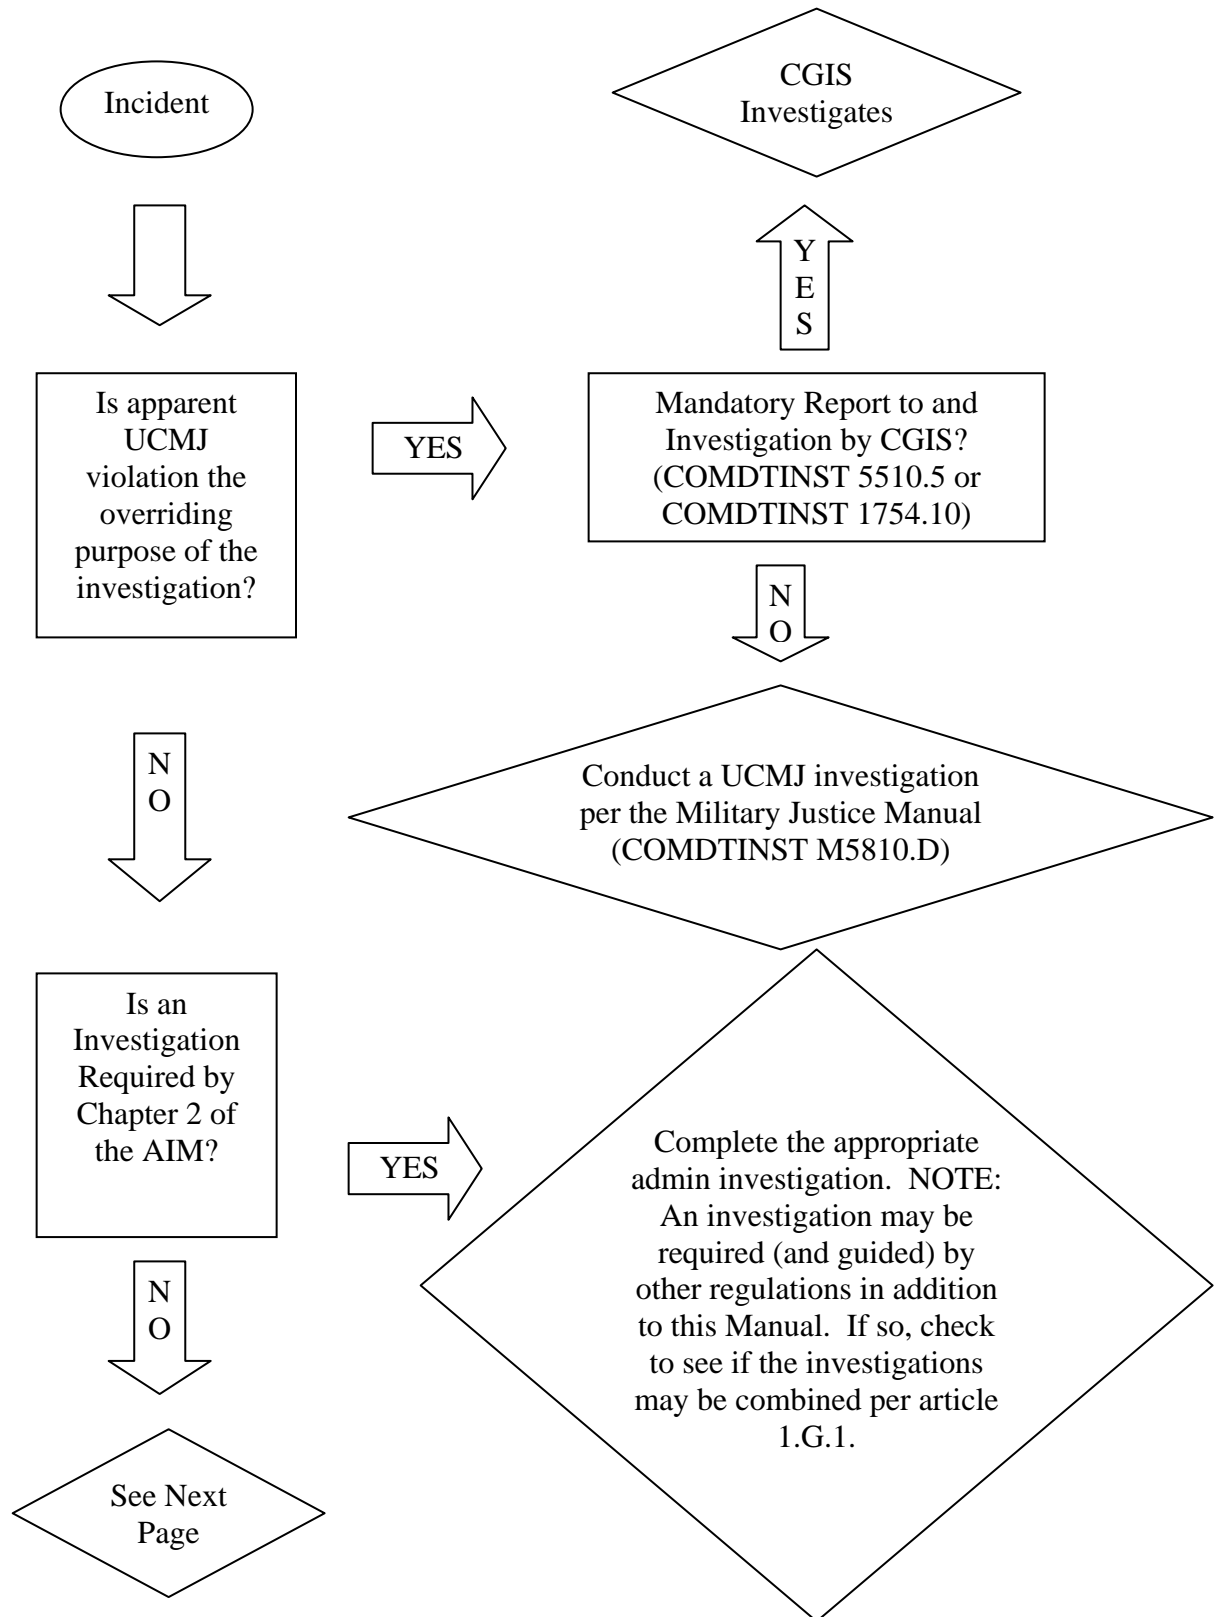 Incident
CGIS
Investigates
Y
E
S
Is apparent
UCMJ
violation the
overriding
purpose of the
investigation?
YES
Mandatory Report to and
Investigation by CGIS?
(COMDTINST 5510.5 or
COMDTINST 1754.10)
N
O
N
O
Conduct a UCMJ investigation
per the Military Justice Manual
(COMDTINST M5810.D)
Is an
Investigation
Required by
Chapter 2 of
the AIM?
YES
Complete the appropriate
admin investigation.  NOTE:
An investigation may be
required (and guided) by
other regulations in addition
to this Manual.  If so, check
to see if the investigations
may be combined per article
1.G.1.
N
O
See Next
Page